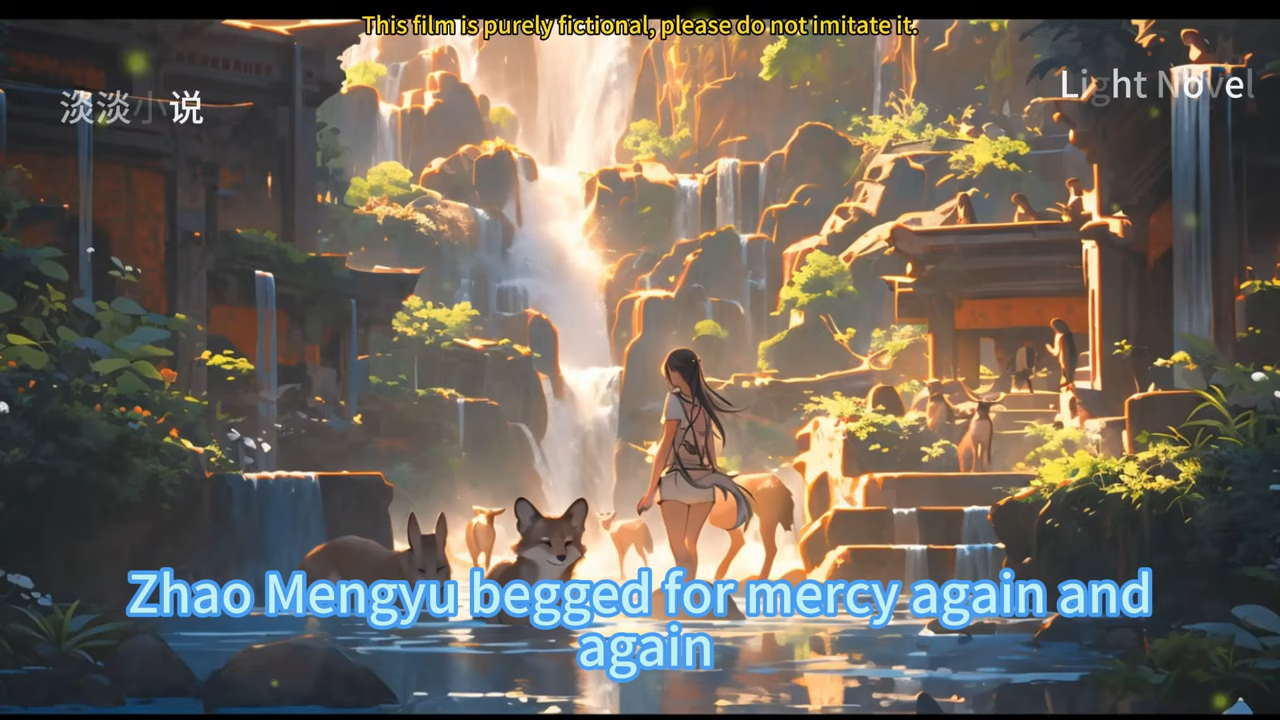 This film is purely fictional, please do not imitate it.
Light Novel
淡淡小说
Zhao Mengyu begged for mercy again and
again